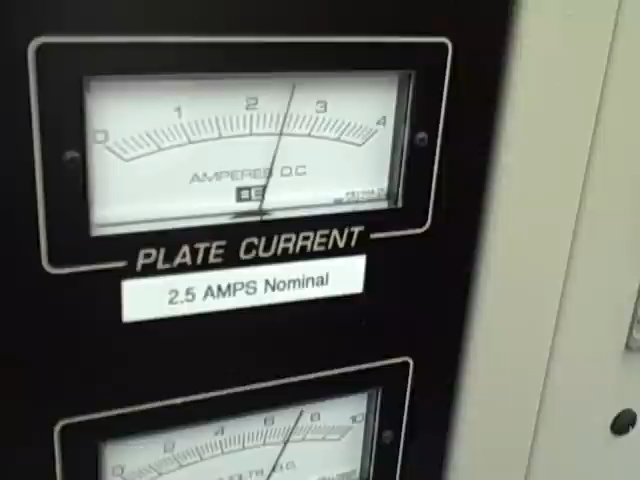 0 1 2 3 4
AMPERES D.C
PLATE CURRENT
2.5 AMPS Nominal
0 2 4 6 8 10